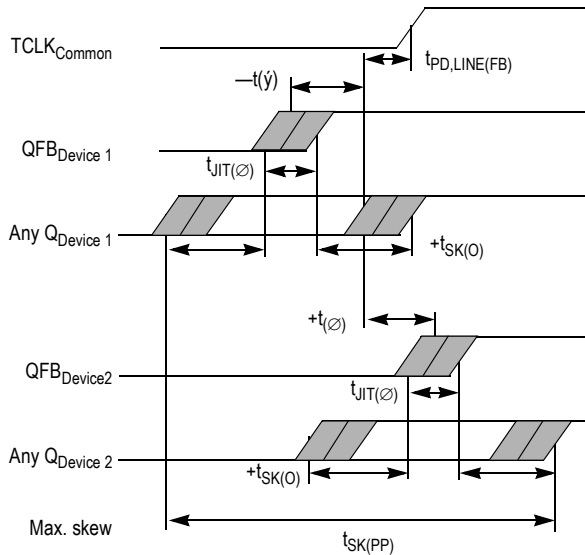 TCLKCommon
tPD,LINE(FB)
—t(ý)
QFBDevice 1
tJIT(∅)
Any QDevice 1
+tSK(O)
+t(∅)
QFBDevice2
tJIT(∅)
Any QDevice 2
+tSK(O)
Max. skew
tSK(PP)